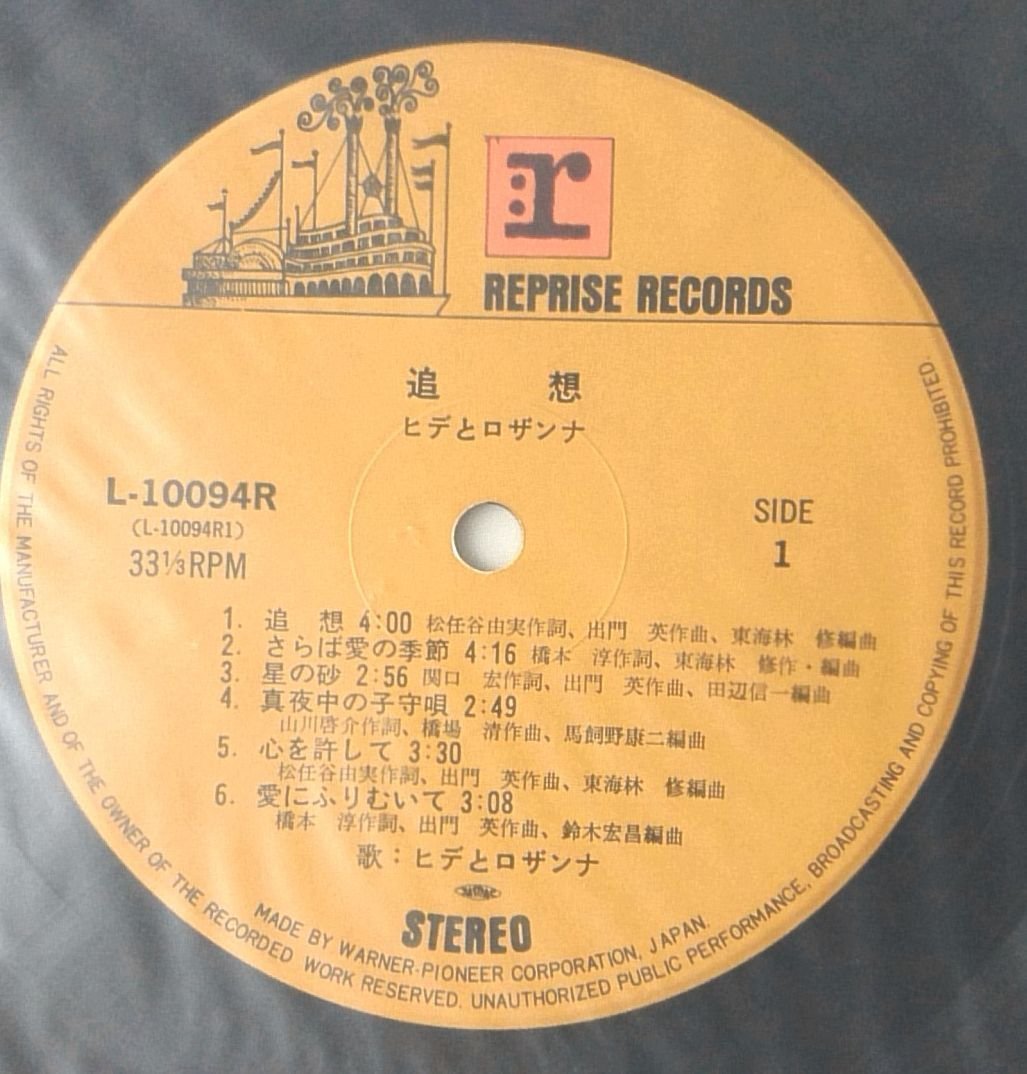 r
REPRISE RECORDS
追 想
ヒデとロザンナ
L-10094R
(L-10094R1)
33⅓RPM
SIDE
1
1. 追 想 4:00 松任谷由実作詞、出門 英作曲、東海林 修編曲
2. さらば愛の季節 4:16 橋本 淳作詞、東海林 修作・編曲
3. 星の砂 2:56 関口 宏作詞、出門 英作曲、田辺信一編曲
4. 真夜中の子守唄 2:49
山川啓介作詞、橋場 清作曲、馬飼野康二編曲
5. 心を許して 3:30
松任谷由実作詞、出門 英作曲、東海林 修編曲
6. 愛にふりむいて 3:08
橋本 淳作詞、出門 英作曲、鈴木宏昌編曲
歌:ヒデとロザンナ
STEREO
MADE BY WARNER-PIONEER CORPORATION, JAPAN.
ALL RIGHTS OF THE MANUFACTURER AND OF THE OWNER OF THE RECORDED WORK RESERVED. UNAUTHORIZED PUBLIC PERFORMANCE, BROADCASTING AND COPYING OF THIS RECORD PROHIBITED.